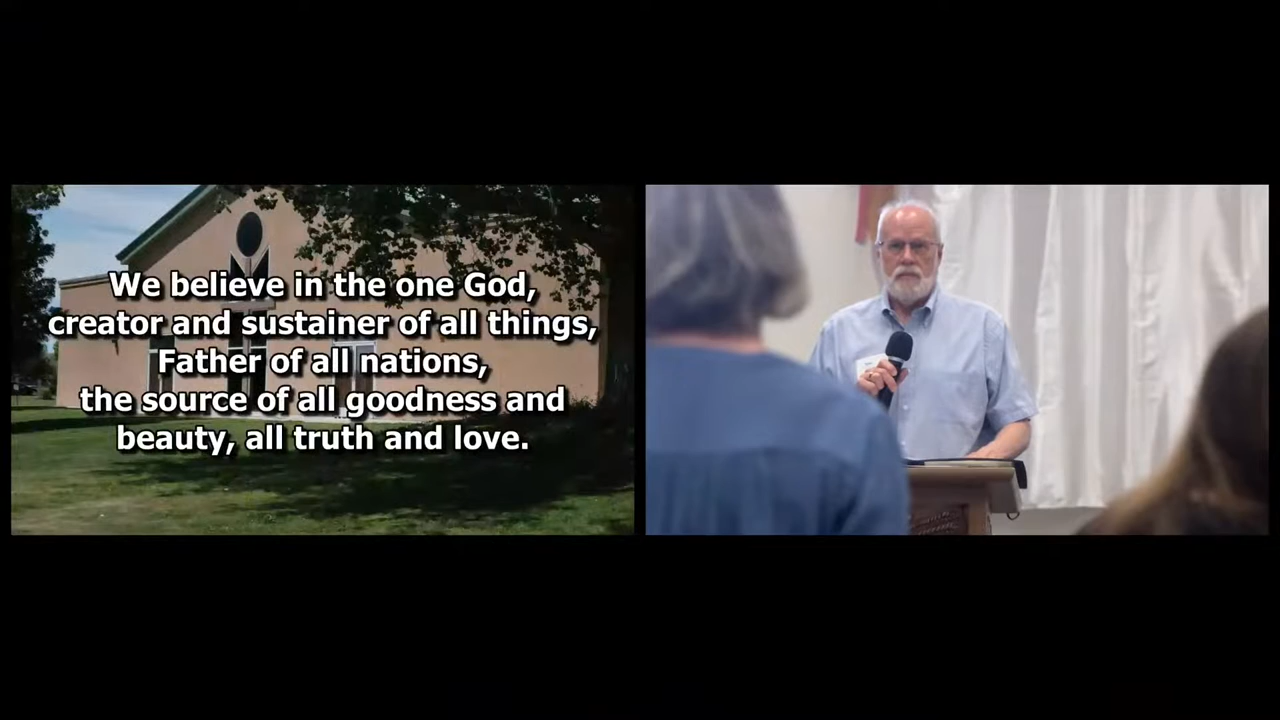 We believe in the one God,
creator and sustainer of all things,
Father of all nations,
the source of all goodness and
beauty, all truth and love.